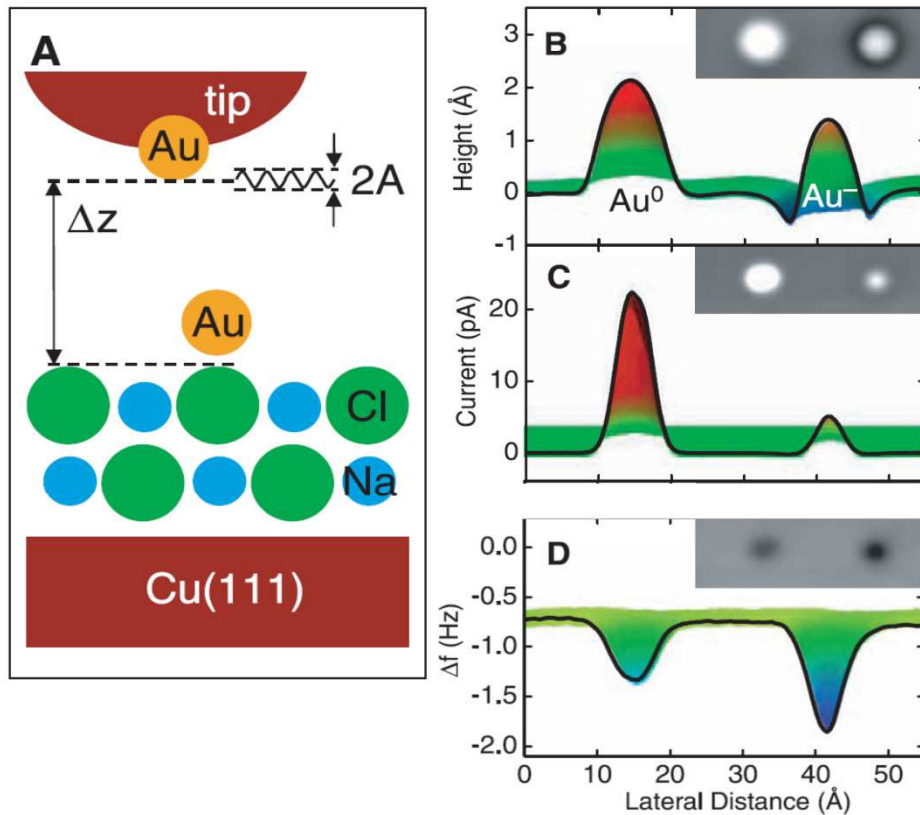 A
tip
Au
2A
Δz
Au
Cl
Na
Cu(111)
B
Height (Å)
3
2
1
0
-1
Au⁰
Au⁻
C
Current (pA)
20
10
0
D
Δf (Hz)
0.0
-0.5
-1.0
-1.5
-2.0
0 10 20 30 40 50
Lateral Distance (Å)